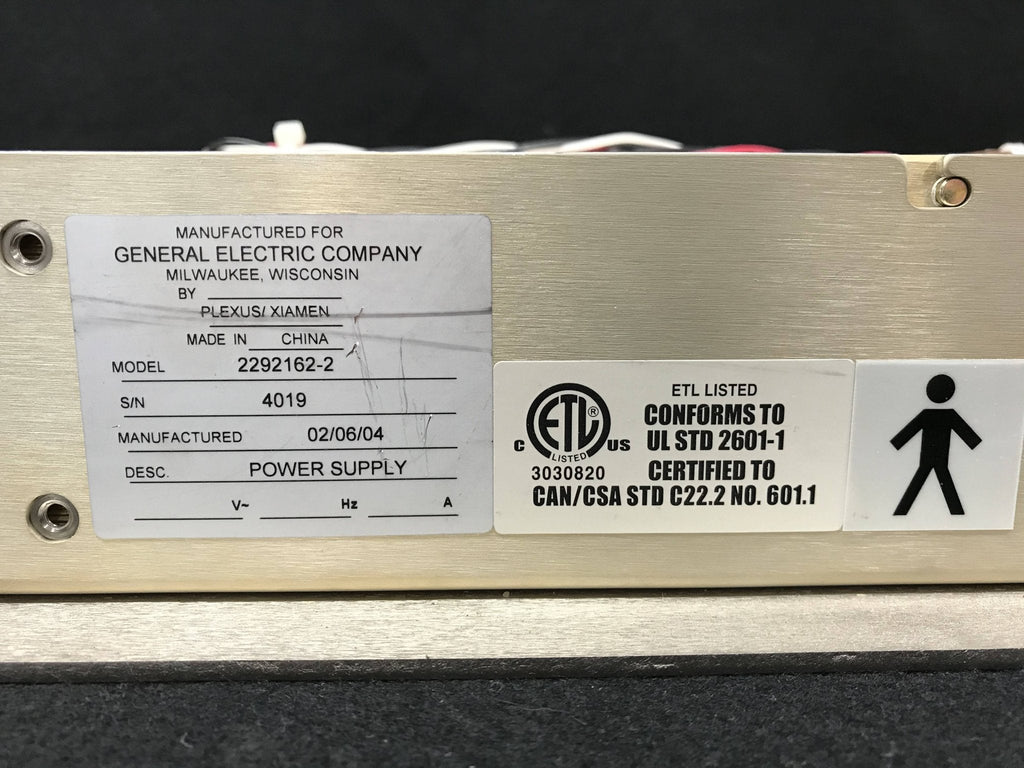 MANUFACTURED FOR
GENERAL ELECTRIC COMPANY
MILWAUKEE, WISCONSIN
BY
PLEXUS/ XIAMEN
MADE IN CHINA
MODEL 2292162-2
S/N 4019
MANUFACTURED 02/06/04
DESC. POWER SUPPLY
V~ Hz A
ETL LISTED
CONFORMS TO
UL STD 2601-1
CERTIFIED TO
CAN/CSA STD C22.2 NO. 601.1
C ETL ® US
LISTED
3030820